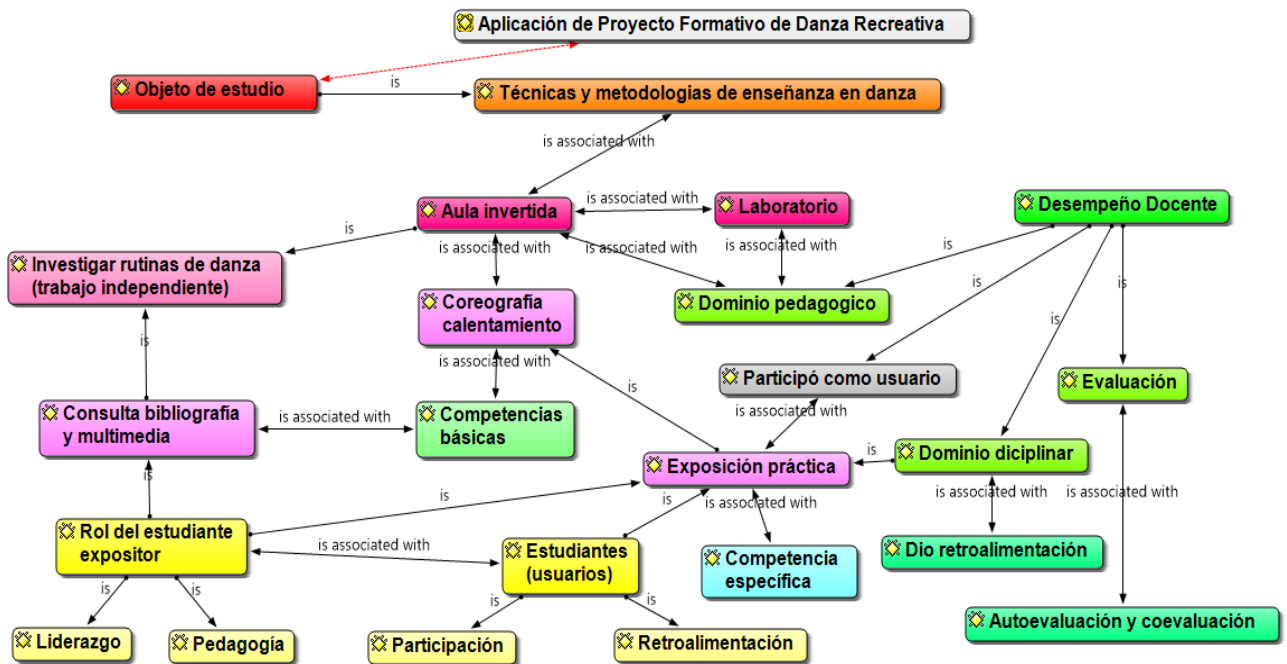 Aplicación de Proyecto Formativo de Danza Recreativa
Objeto de estudio
is
Técnicas y metodologias de enseñanza en danza
is associated with
Aula invertida
is associated with
Laboratorio
Desempeño Docente
is
is associated with
is associated with
is
is
is
is
Investigar rutinas de danza
(trabajo independiente)
Coreografía
calentamiento
Dominio pedagogico
is
is associated with
is
Participó como usuario
Evaluación
Consulta bibliografía
y multimedia
is associated with
Competencias
básicas
is associated with
Exposición práctica
is
Dominio diciplinar
is
is
is
is associated with
is associated with
is associated with
Rol del estudiante
expositor
is associated with
Estudiantes
(usuarios)
Competencia
específica
Dio retroalimentación
is
is
is
is
Liderazgo
Pedagogía
Participación
Retroalimentación
Autoevaluación y coevaluación